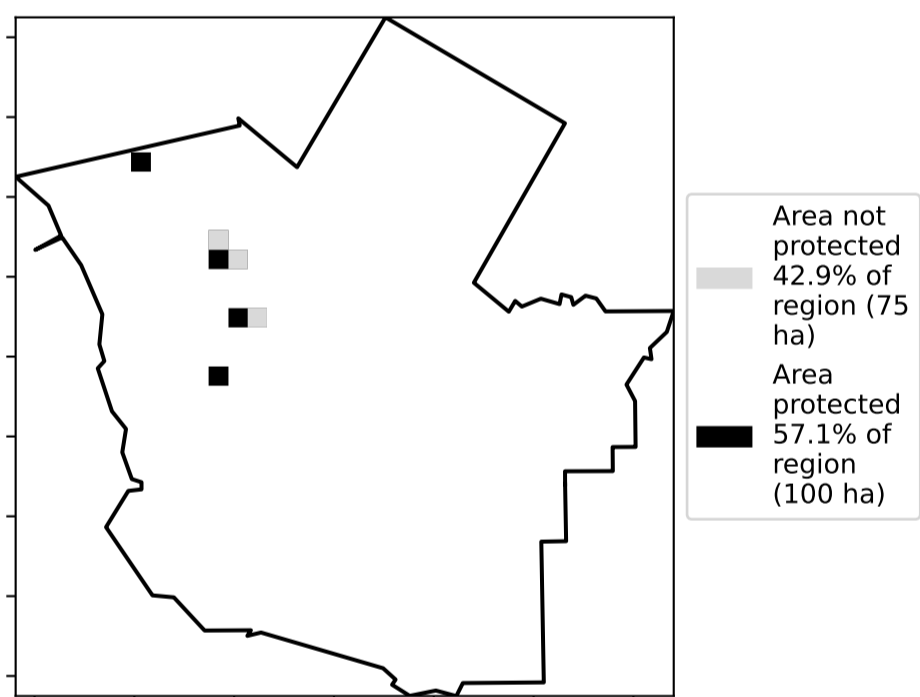 Area not
protected
42.9% of
region (75
ha)
Area
protected
57.1% of
region
(100 ha)